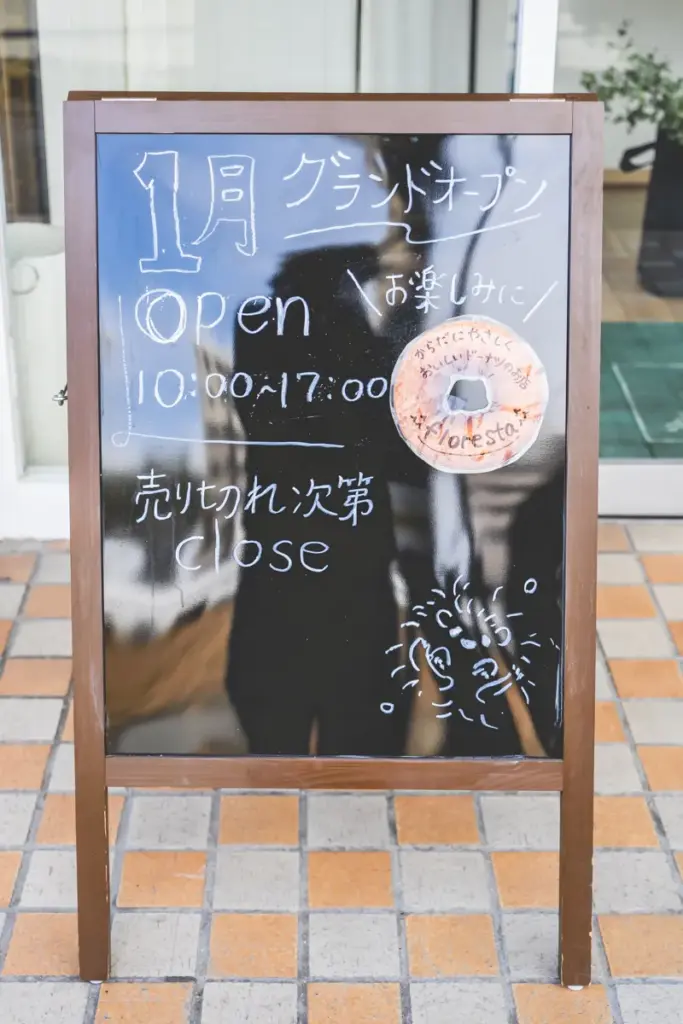 1月 グランドオープン
＼お楽しみに／
open
10:00~17:00
からだにやさしく
おいしいドーナツのお店
floresta
売り切れ次第
close